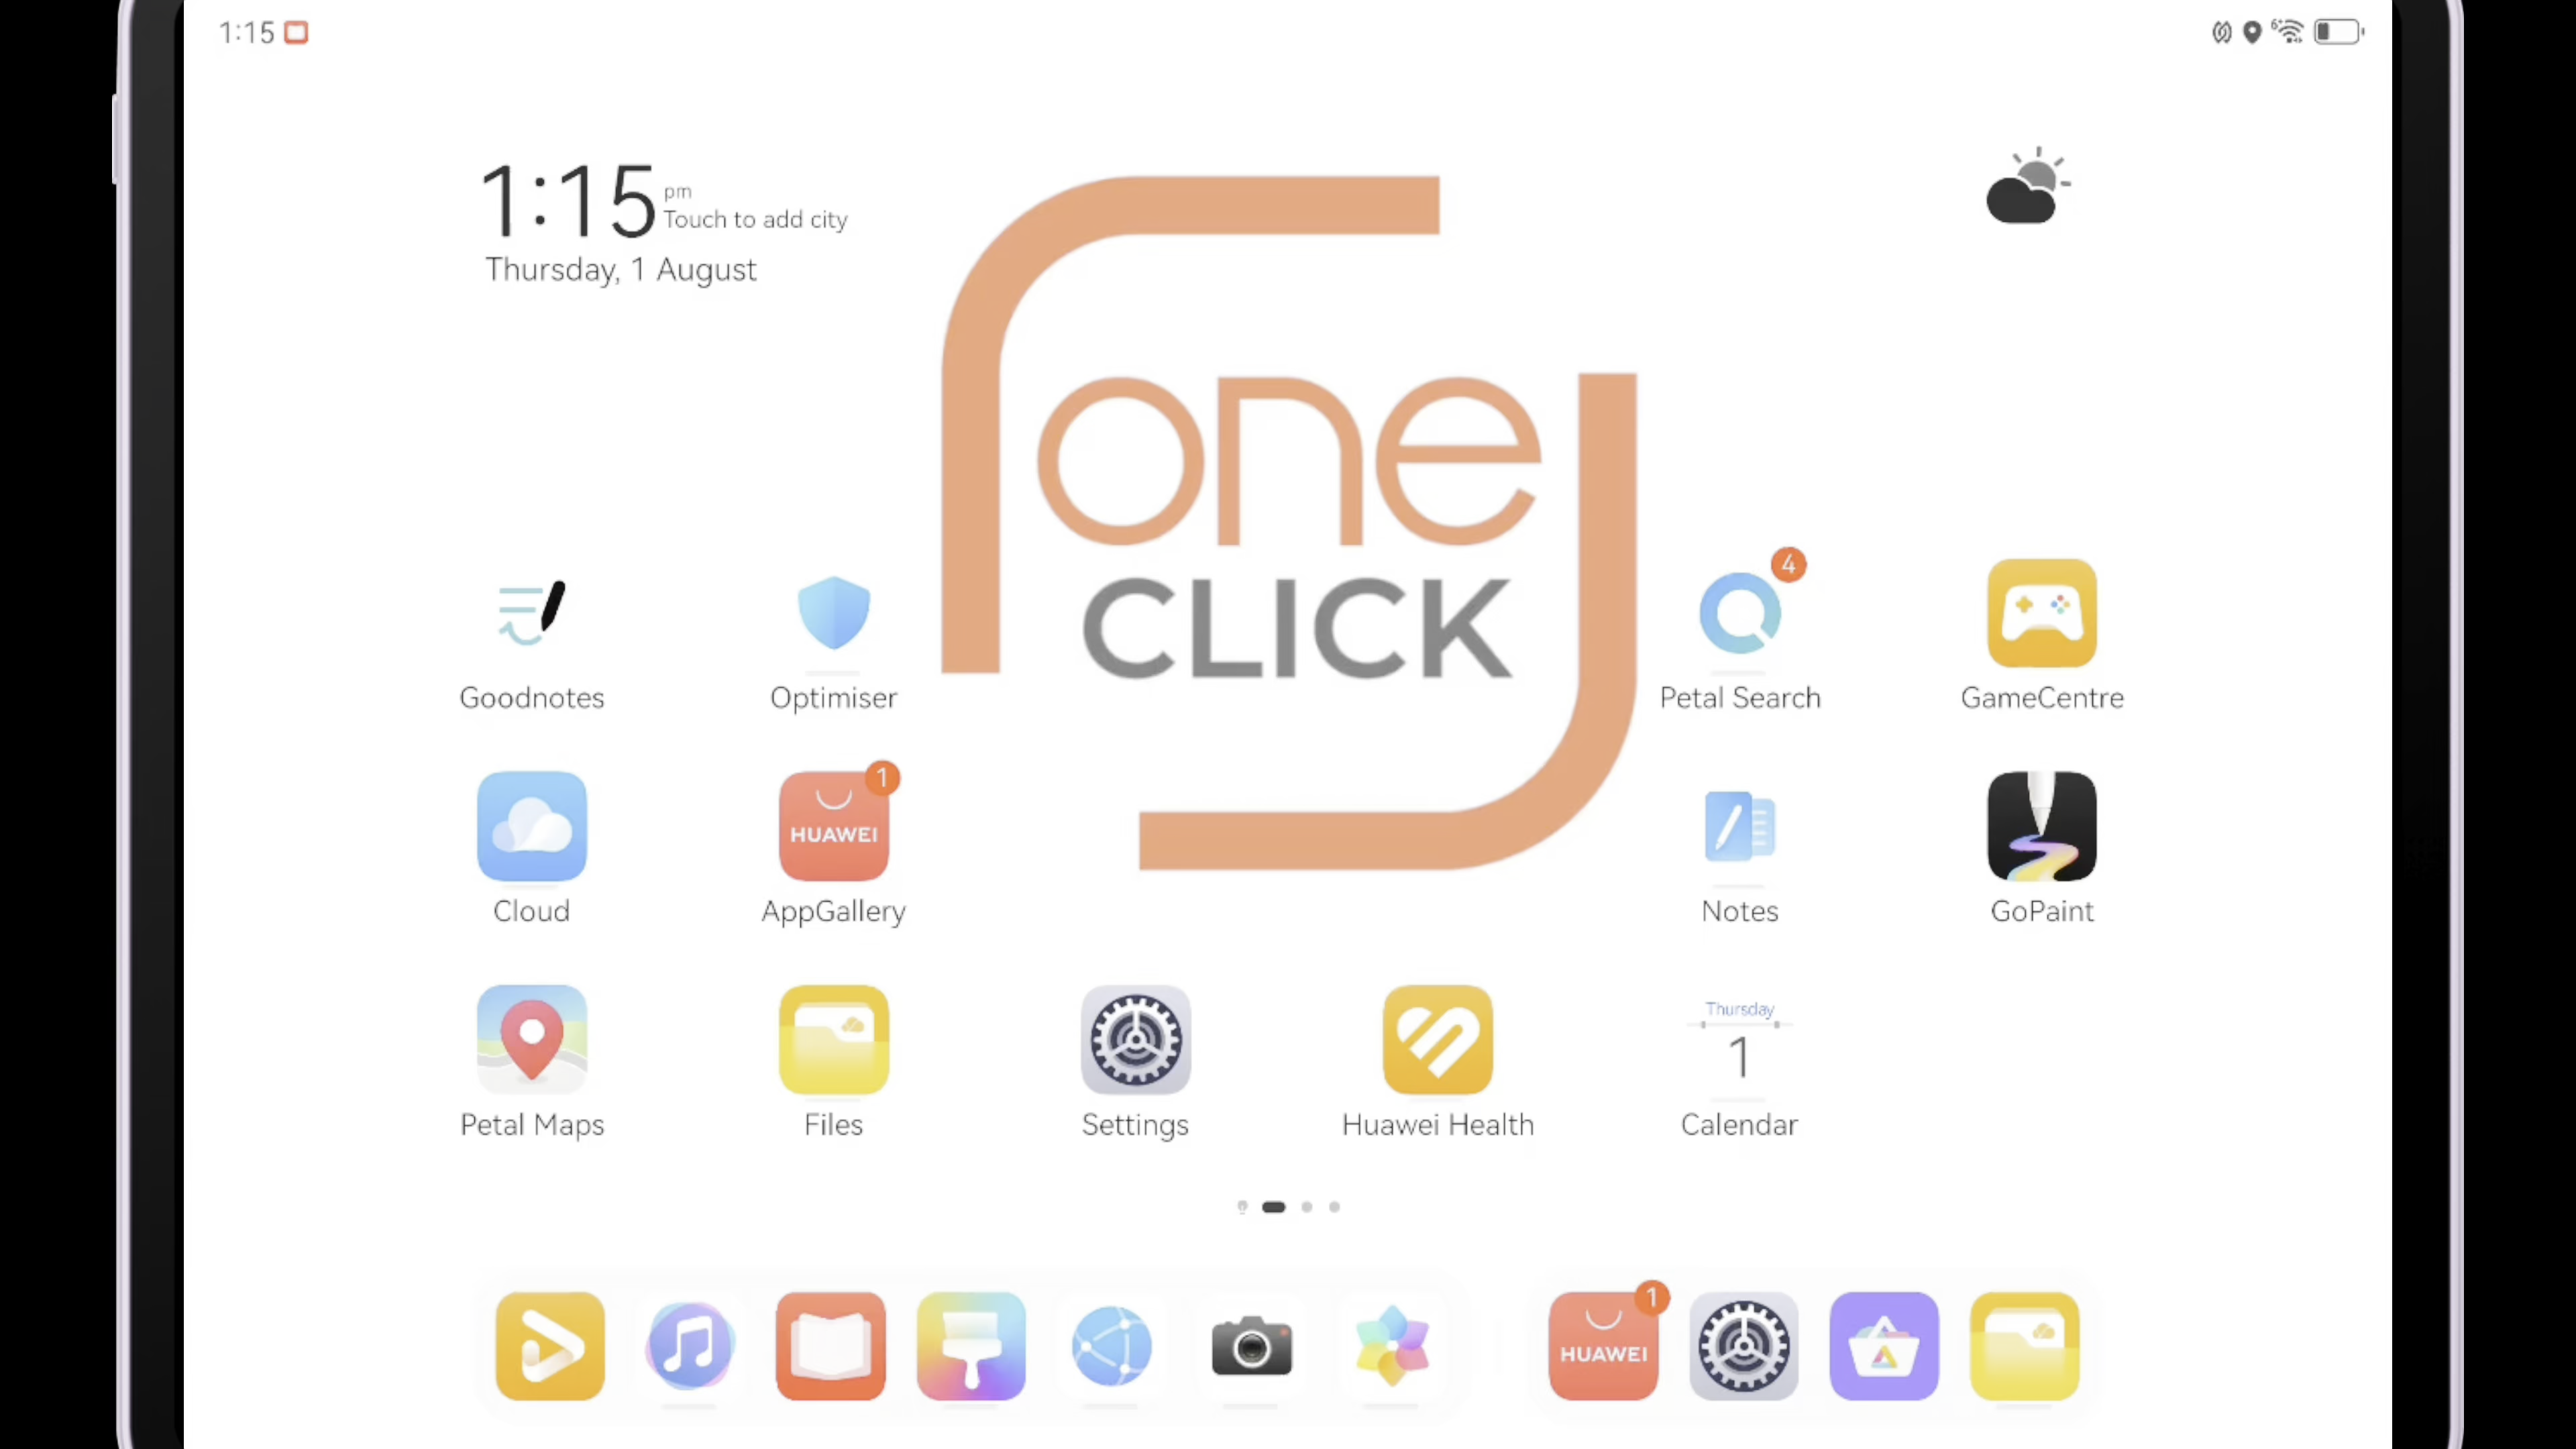 1:15
6+
1:15 pm
Touch to add city
Thursday, 1 August
one
CLICK
4
Goodnotes
Optimiser
Petal Search
GameCentre
1
HUAWEI
Cloud
AppGallery
Notes
GoPaint
Thursday
1
Petal Maps
Files
Settings
Huawei Health
Calendar
1
HUAWEI